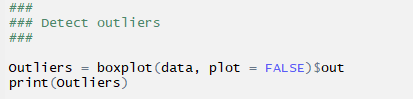 ###
### Detect outliers
###
Outliers = boxplot(data, plot = FALSE)$out
print(Outliers)